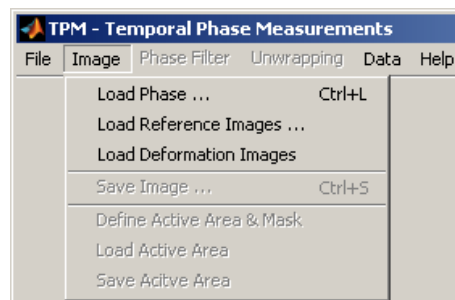 TPM - Temporal Phase Measurements
File Image Phase Filter Unwrapping Data Help
Load Phase ... Ctrl+L
Load Reference Images ...
Load Deformation Images
Save Image ... Ctrl+S
Define Active Area & Mask
Load Active Area
Save Acitve Area